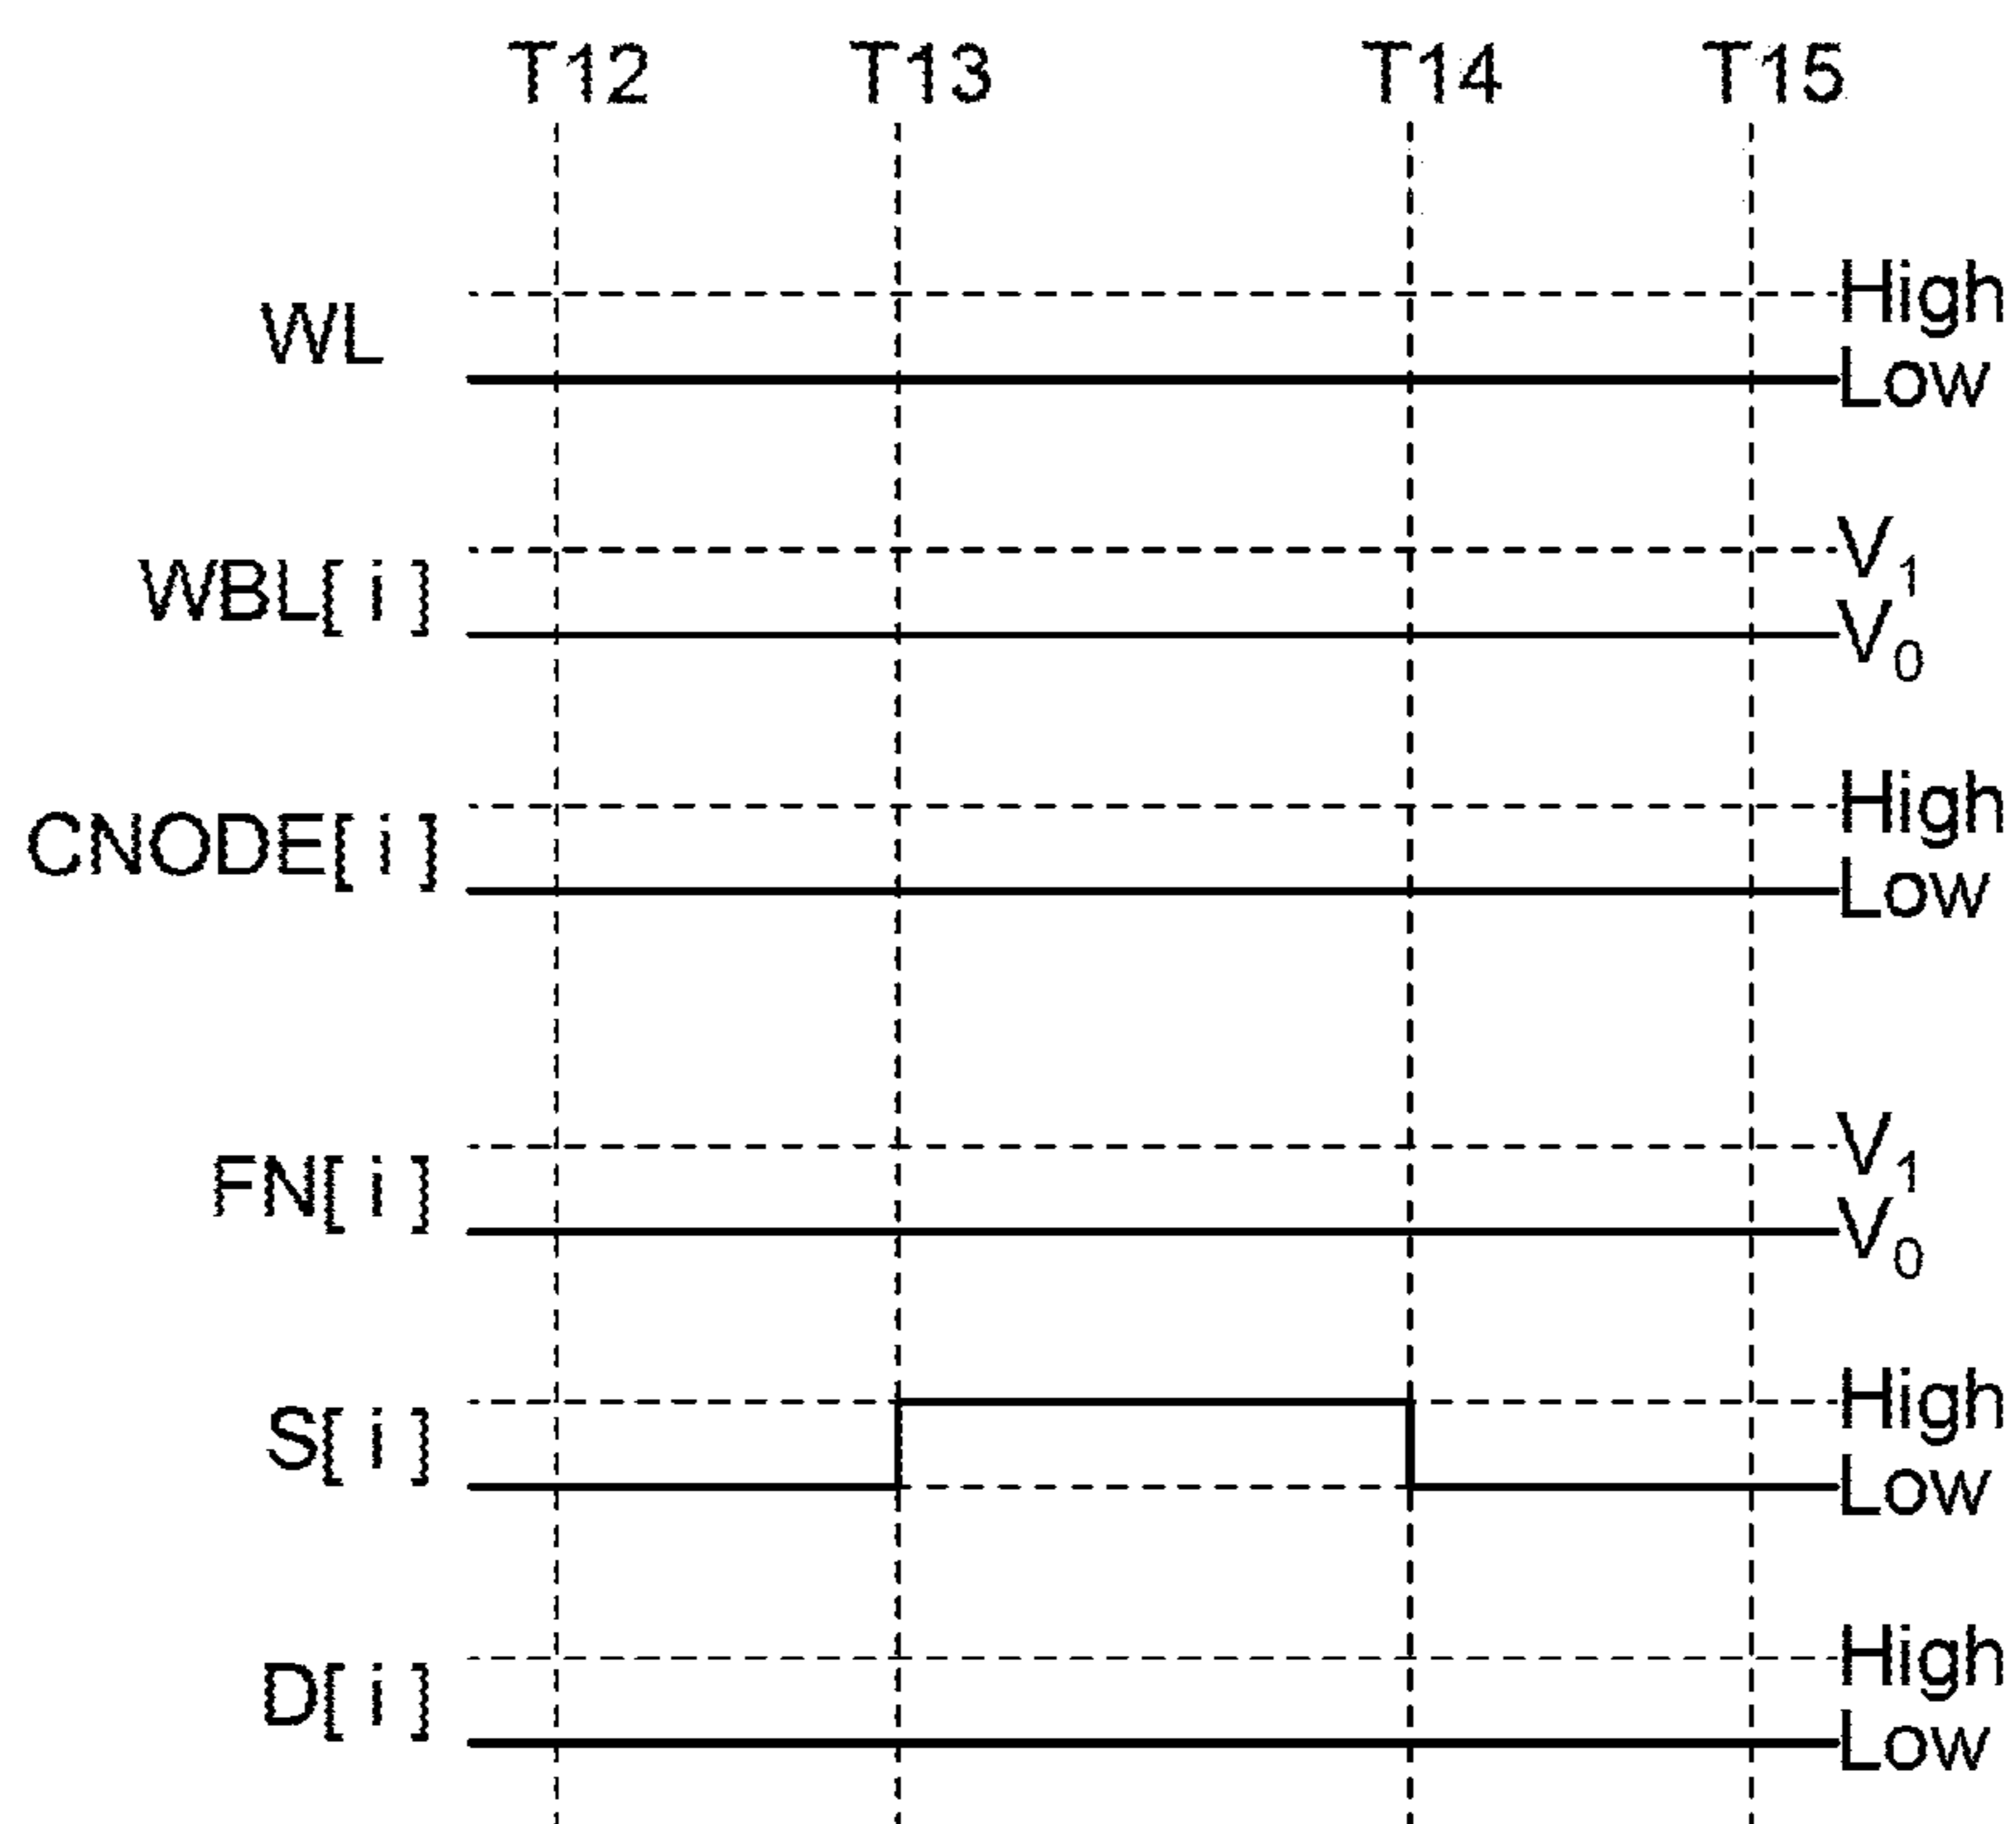 T12 T13 T14 T15
WL High
Low
WBL[ i ] V₁
V₀
CNODE[ i ] High
Low
FN[ i ] V₁
V₀
S[ i ] High
Low
D[ i ] High
Low